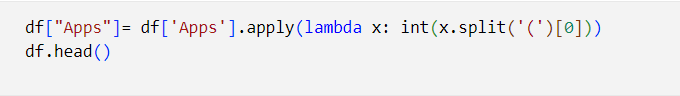 df["Apps"]= df['Apps'].apply(lambda x: int(x.split('(')[0]))
df.head()